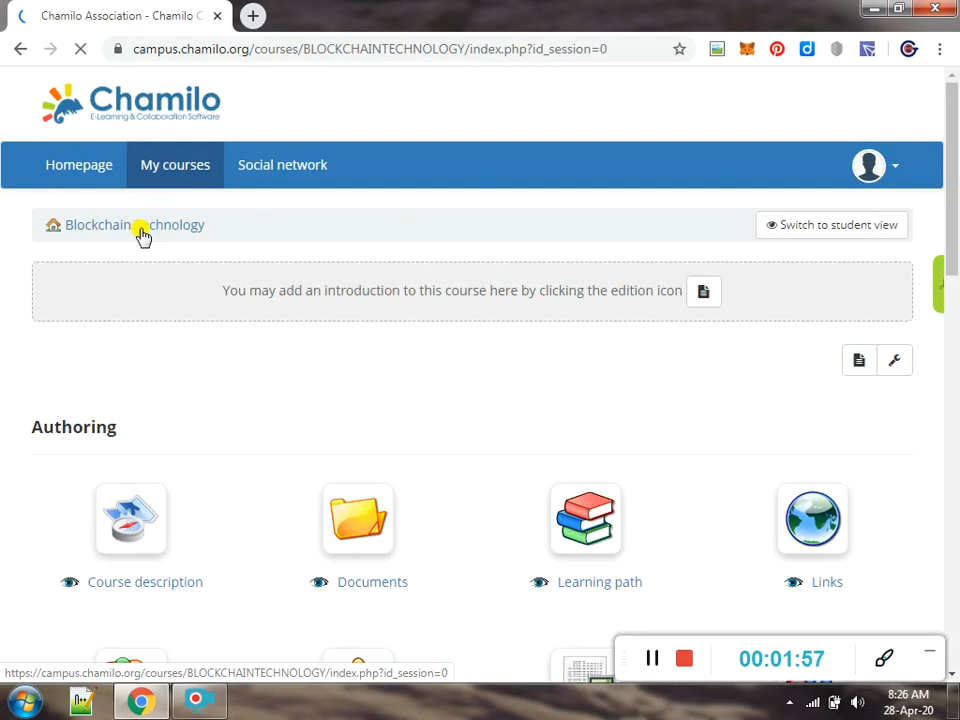 Chamilo Association - Chamilo C
campus.chamilo.org/courses/BLOCKCHAINTECHNOLOGY/index.php?id_session=0
Chamilo
E-Learning & Collaboration Software
Homepage My courses Social network
Blockchain Technology
Switch to student view
You may add an introduction to this course here by clicking the edition icon
Authoring
Course description Documents Learning path Links
00:01:57
https://campus.chamilo.org/courses/BLOCKCHAINTECHNOLOGY/index.php?id_session=0
8:26 AM
28-Apr-20